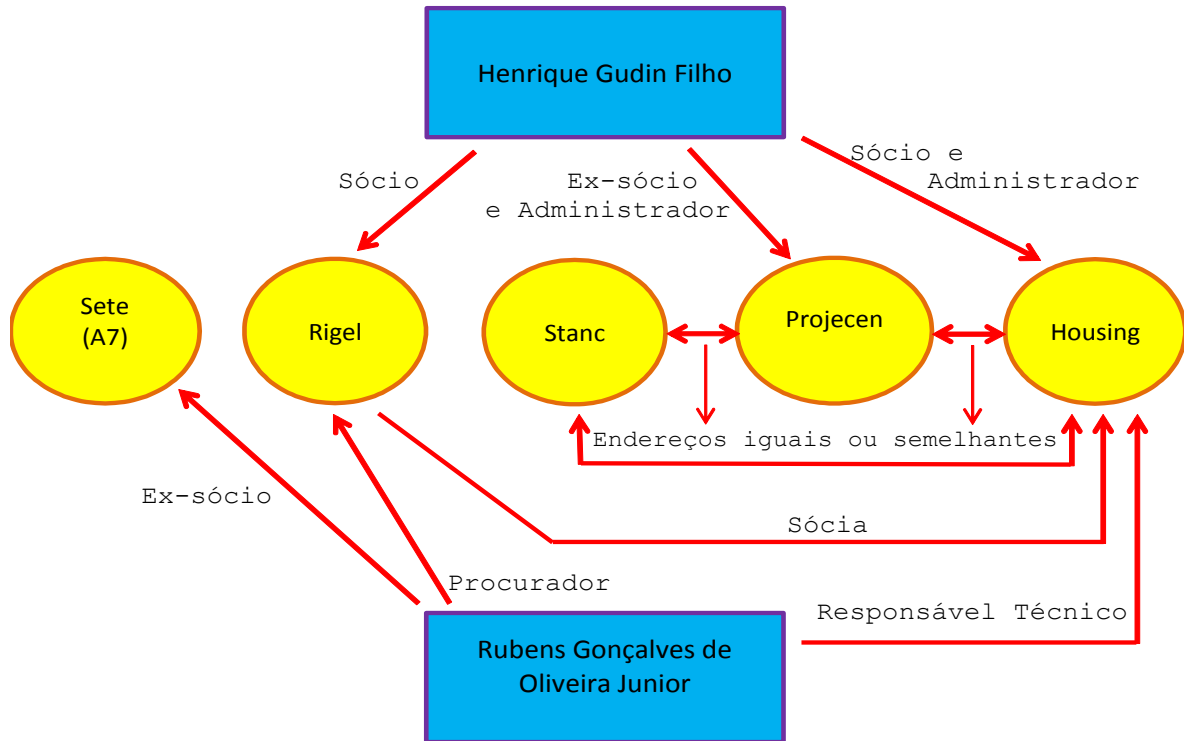 Henrique Gudin Filho
Sócio
Ex-sócio
e Administrador
Sócio e
Administrador
Sete
(A7)
Rigel
Stanc
Projecen
Housing
Endereços iguais ou semelhantes
Ex-sócio
Sócia
Procurador
Responsável Técnico
Rubens Gonçalves de
Oliveira Junior